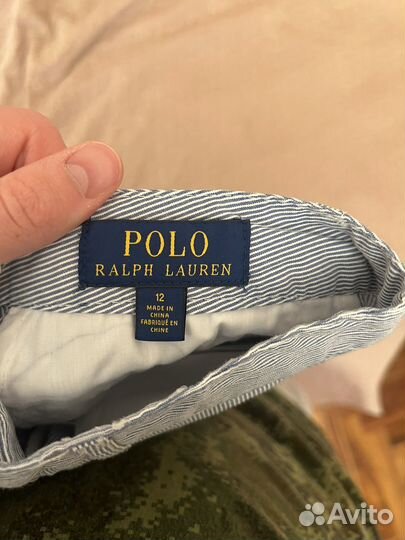 POLO
RALPH LAUREN
12
MADE IN
CHINA
FABRIQUÉ EN
CHINE
Avito